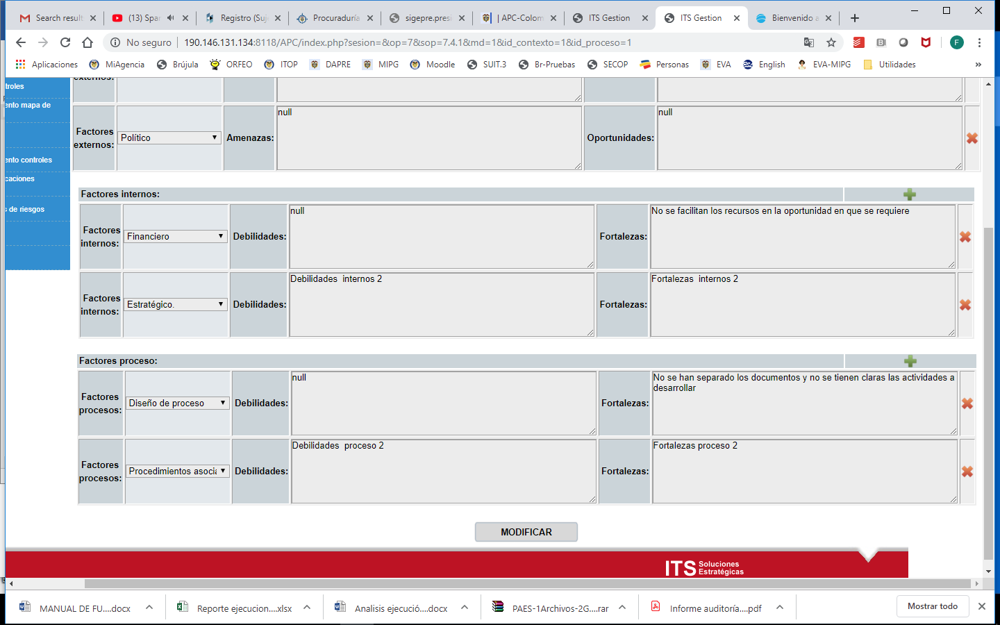 Search result
(13) Spar
Registro (Suj
Procuraduría
sigepre.presi
| APC-Colom
ITS Gestion
ITS Gestion
Bienvenido a
No seguro
190.146.131.134:8118/APC/index.php?sesion=&op=7&sop=7.4.1&md=1&id_contexto=1&id_proceso=1
F
Aplicaciones
MiAgencia
Brújula
ORFEO
ITOP
DAPRE
MIPG
Moodle
SUIT.3
Br-Pruebas
SECOP
Personas
EVA
English
EVA-MIPG
Utilidades
»
troles
ento mapa de
ento controles
caciones
s de riesgos
externos:
Factores
externos:
Político
Amenazas:
null
Oportunidades:
null
Factores internos:
Factores
internos:
Financiero
Debilidades:
null
Fortalezas:
No se facilitan los recursos en la oportunidad en que se requiere
Factores
internos:
Estratégico.
Debilidades:
Debilidades  internos 2
Fortalezas:
Fortalezas  internos 2
Factores proceso:
Factores
procesos:
Diseño de proceso
Debilidades:
null
Fortalezas:
No se han separado los documentos y no se tienen claras las actividades a
desarrollar
Factores
procesos:
Procedimientos asocia
Debilidades:
Debilidades  proceso 2
Fortalezas:
Fortalezas proceso 2
MODIFICAR
ITS Soluciones
Estratégicas
MANUAL DE FU....docx
Reporte ejecucion....xlsx
Analisis ejecució....docx
PAES-1Archivos-2G....rar
Informe auditoría....pdf
Mostrar todo